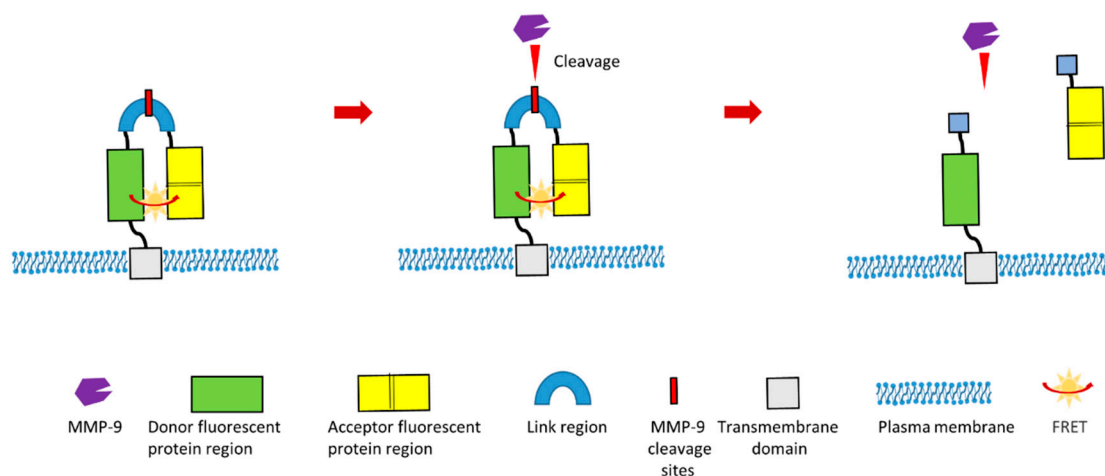 Cleavage
MMP-9
Donor fluorescent
protein region
Acceptor fluorescent
protein region
Link region
MMP-9
cleavage
sites
Transmembrane
domain
Plasma membrane
FRET